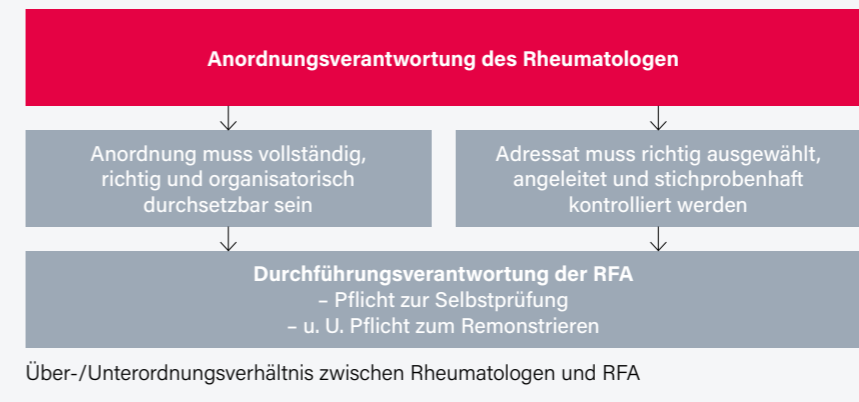 Anordnungsverantwortung des Rheumatologen
Anordnung muss vollständig,
richtig und organisatorisch
durchsetzbar sein
Adressat muss richtig ausgewählt,
angeleitet und stichprobenhaft
kontrolliert werden
Durchführungsverantwortung der RFA
– Pflicht zur Selbstprüfung
– u. U. Pflicht zum Remonstrieren
Über-/Unterordnungsverhältnis zwischen Rheumatologen und RFA